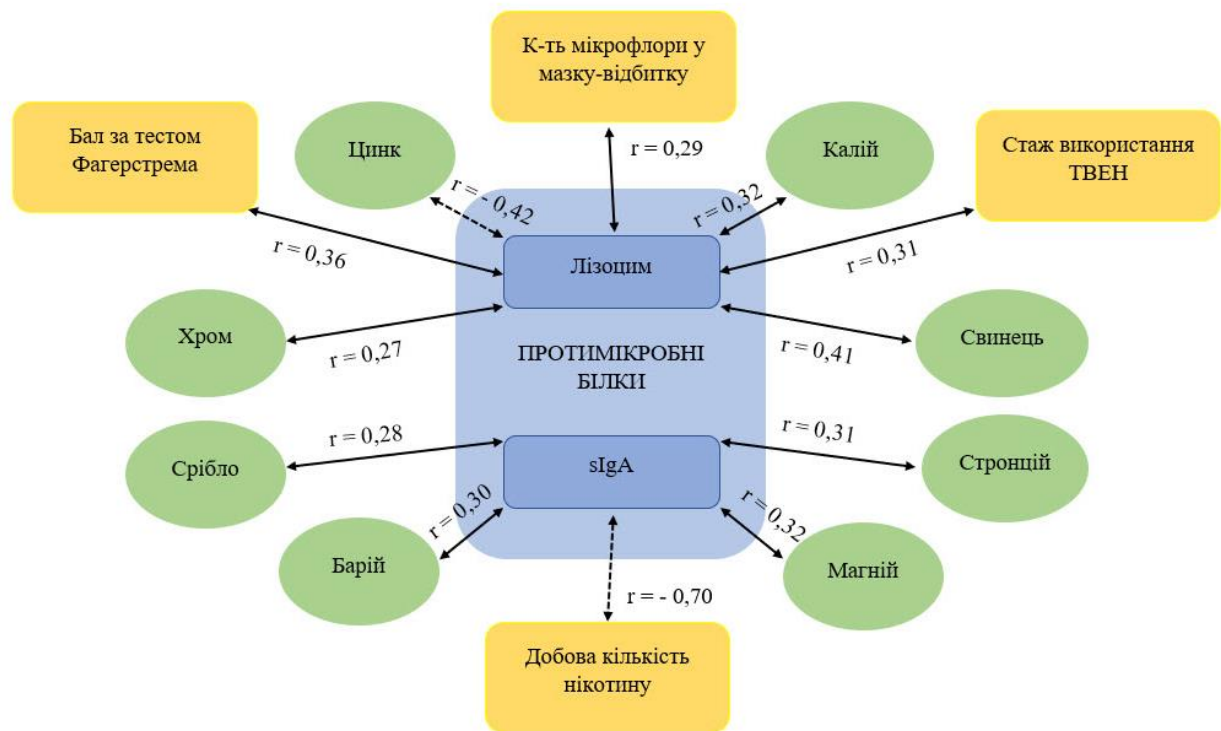 К-ть мікрофлори у
мазку-відбитку
Бал за тестом
Фагерстрема
Цинк
r = 0,29
Калій
Стаж використання
ТВЕН
r = - 0,42
r = 0,32
r = 0,36
Лізоцим
r = 0,31
Хром
r = 0,27
ПРОТИМІКРОБНІ
БІЛКИ
r = 0,41
Свинець
Срібло
r = 0,28
sIgA
r = 0,31
Стронцій
Барій
r = 0,30
r = 0,32
Магній
r = - 0,70
Добова кількість
нікотину